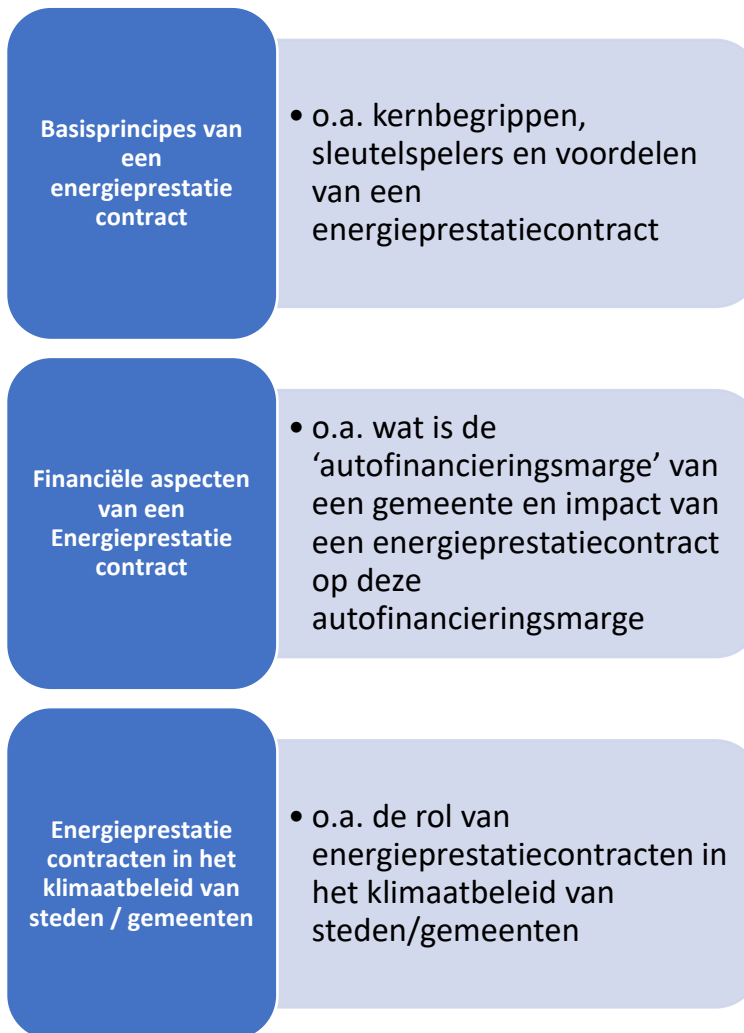 Basisprincipes van
een
energieprestatie
contract
• o.a. kernbegrippen,
sleutelspelers en voordelen
van een
energieprestatiecontract
Financiële aspecten
van een
Energieprestatie
contract
• o.a. wat is de
‘autofinancieringsmarge’ van
een gemeente en impact van
een energieprestatiecontract
op deze
autofinancieringsmarge
Energieprestatie
contracten in het
klimaatbeleid van
steden / gemeenten
• o.a. de rol van
energieprestatiecontracten in
het klimaatbeleid van
steden/gemeenten